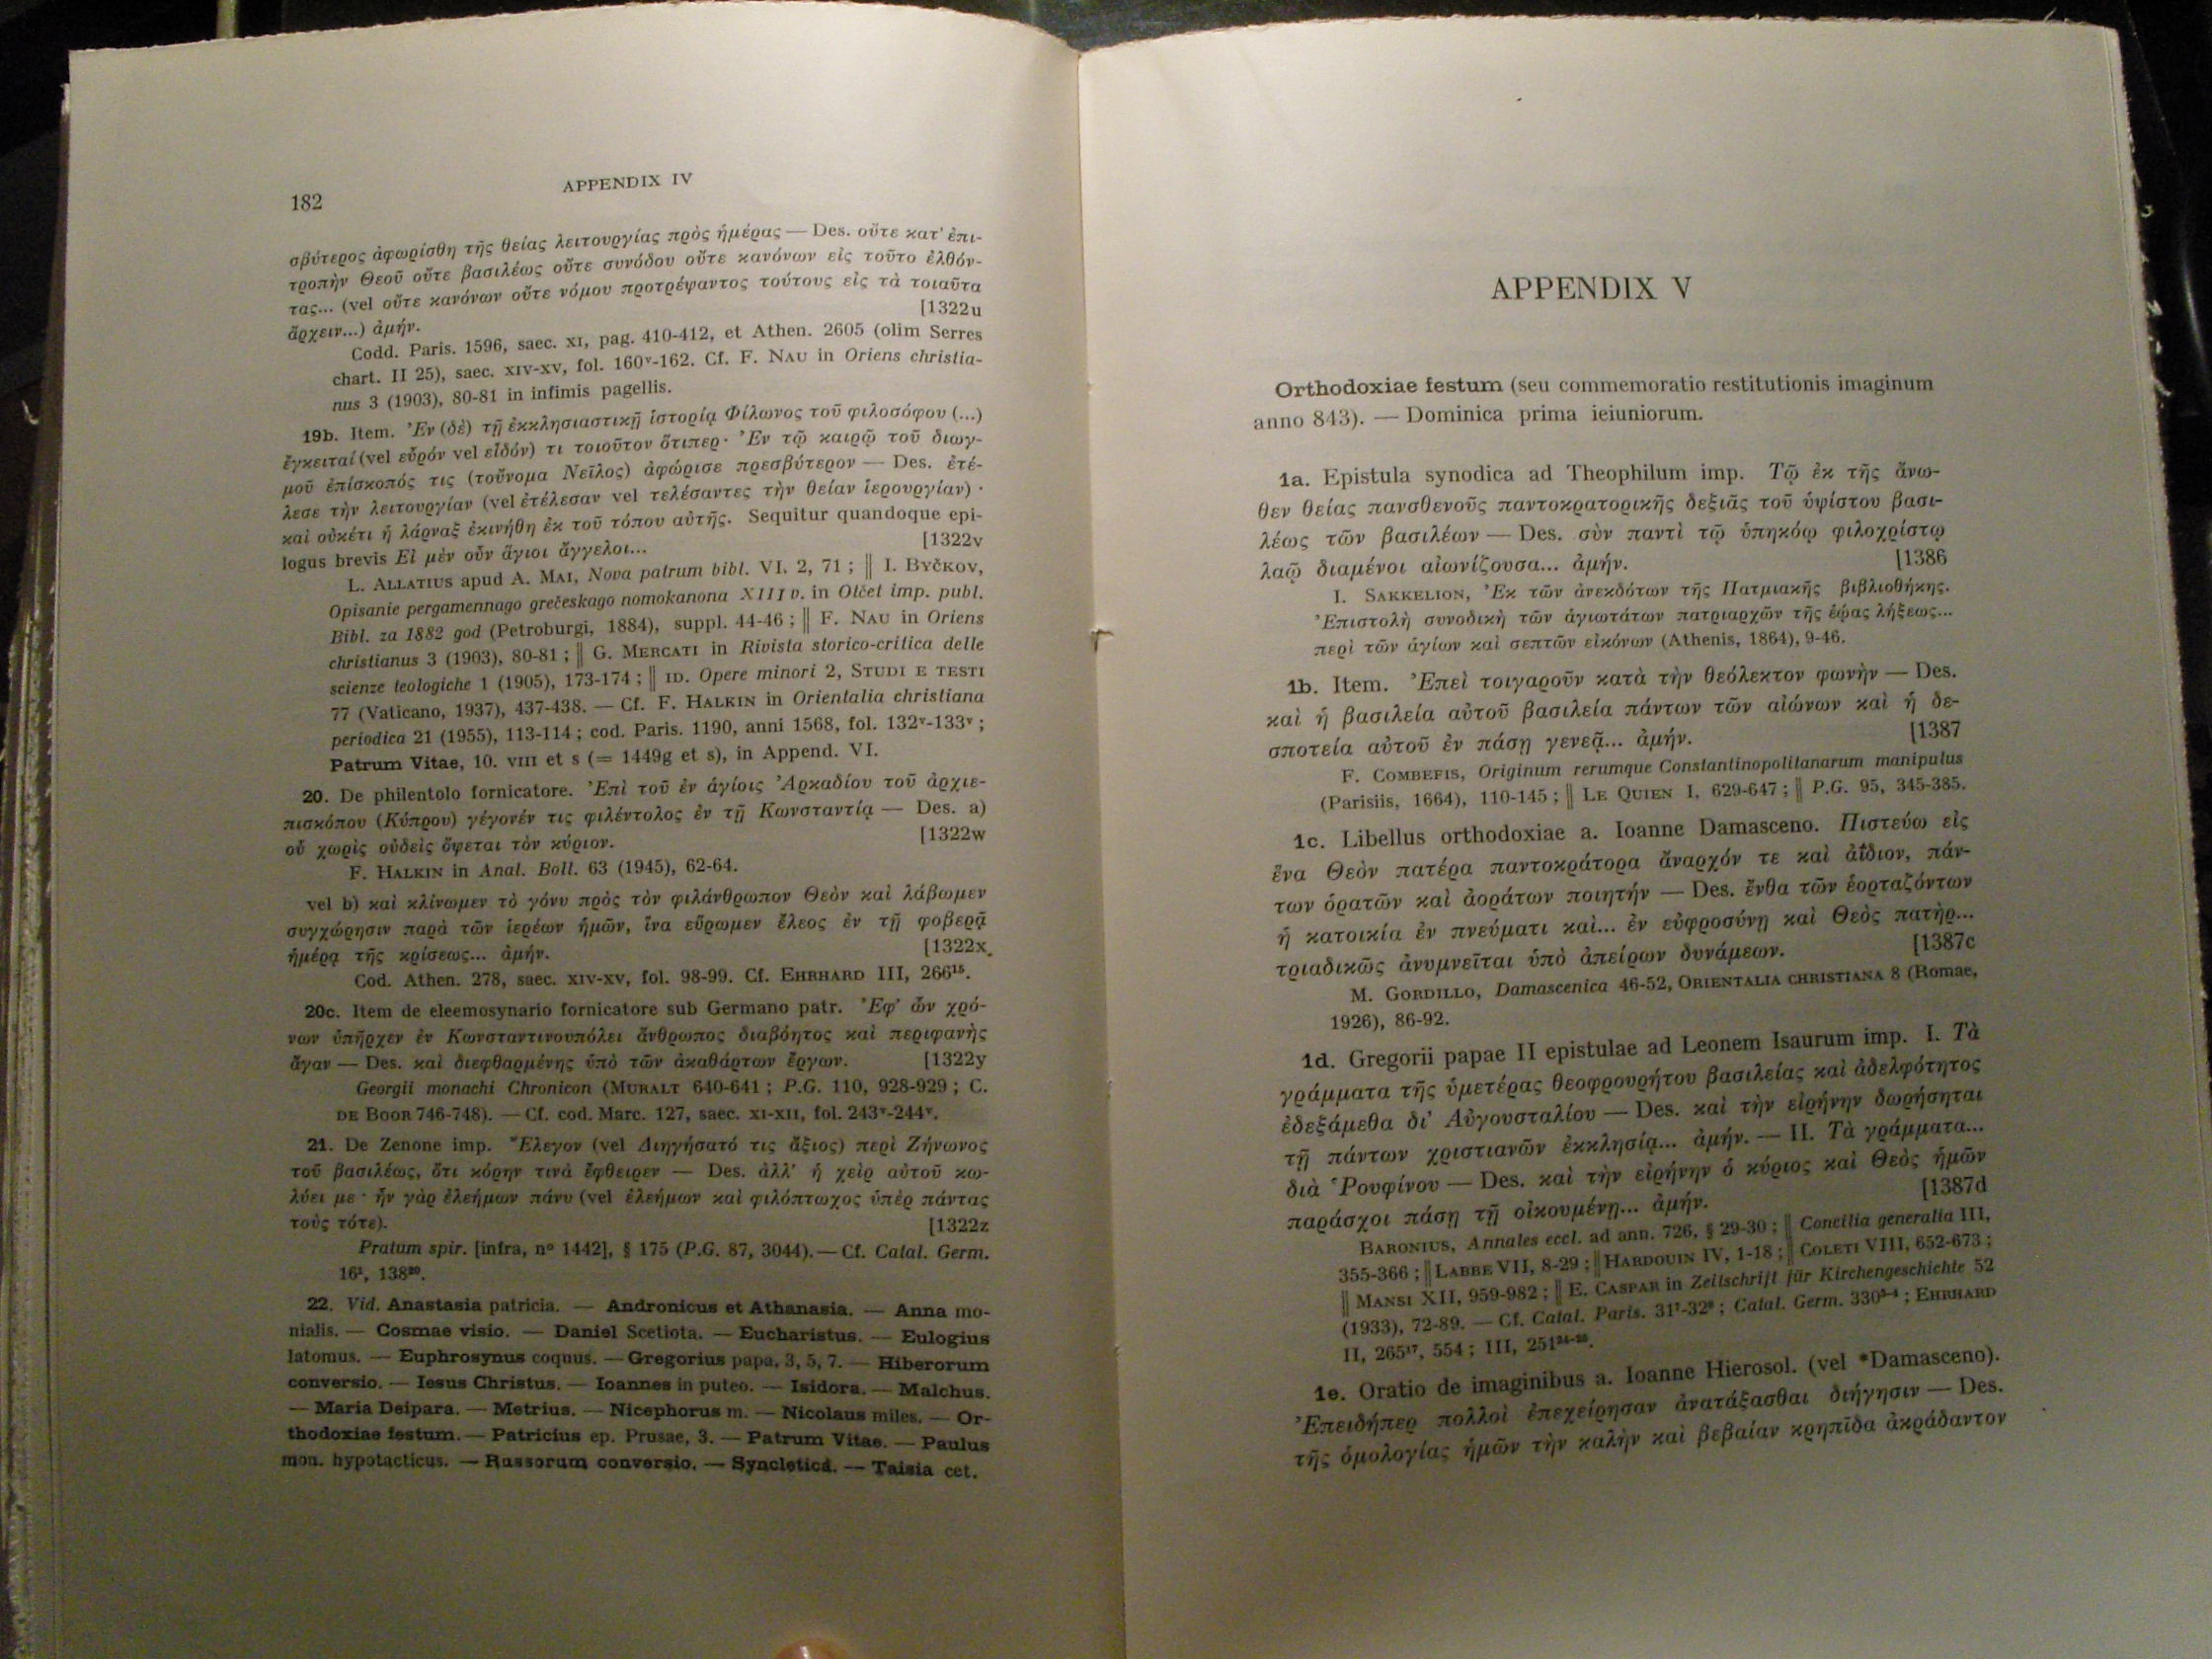 182
APPENDIX IV
σβύτερος ἀφωρίσθη τῆς θείας λειτουργίας πρὸς ἡμέρας — Des. οὔτε κατ' ἐπι-
τροπὴν Θεοῦ οὔτε βασιλέως οὔτε συνόδου οὔτε κανόνων εἰς τοῦτο ἐλθόν-
τας... (vel οὔτε κανόνων οὔτε νόμου προτρέψαντος τούτους εἰς τὰ τοιαῦτα
ἄρχειν...) ἀμήν. [1322u
Codd. Paris. 1596, saec. XI, pag. 410-412, et Athen. 2605 (olim Serres
chart. II 25), saec. XIV-XV, fol. 160ᵛ-162. Cf. F. NAU in Oriens christia-
nus 3 (1903), 80-81 in infimis pagellis.
19b. Item. Ἐν (δὲ) τῇ ἐκκλησιαστικῇ ἱστορίᾳ Φίλωνος τοῦ φιλοσόφου (...)
ἔγκειταί (vel εὗρόν vel εἶδόν) τι τοιοῦτον ὅτιπερ· Ἐν τῷ καιρῷ τοῦ διωγ-
μοῦ ἐπίσκοπός τις (τοὔνομα Νεῖλος) ἀφώρισε πρεσβύτερον — Des. ἐτέ-
λεσε τὴν λειτουργίαν (vel ἐτέλεσαν vel τελέσαντες τὴν θείαν ἱερουργίαν) ·
καὶ οὐκέτι ἡ λάρναξ ἐκινήθη ἐκ τοῦ τόπου αὐτῆς. Sequitur quandoque epi-
logus brevis Εἰ μὲν οὖν ἅγιοι ἄγγελοι... [1322v
L. ALLATIUS apud A. MAI, Nova patrum bibl. VI. 2, 71 ; ‖ I. BYČKOV,
Opisanie pergamennago grečeskago nomokanona XIII v. in Otčet imp. publ.
Bibl. za 1882 god (Petroburgi, 1884), suppl. 44-46 ; ‖ F. NAU in Oriens
christianus 3 (1903), 80-81 ; ‖ G. MERCATI in Rivista storico-critica delle
scienze teologiche 1 (1905), 173-174 ; ‖ ID. Opere minori 2, STUDI E TESTI
77 (Vaticano, 1937), 437-438. — Cf. F. HALKIN in Orientalia christiana
periodica 21 (1955), 113-114 ; cod. Paris. 1190, anni 1568, fol. 132ᵛ-133ᵛ ;
Patrum Vitae, 10. VIII et s (= 1449g et s), in Append. VI.
20. De philentolo fornicatore. Ἐπὶ τοῦ ἐν ἁγίοις Ἀρκαδίου τοῦ ἀρχιε-
πισκόπου (Κύπρου) γέγονέν τις φιλέντολος ἐν τῇ Κωνσταντίᾳ — Des. a)
οὗ χωρὶς οὐδεὶς ὄψεται τὸν κύριον. [1322w
F. HALKIN in Anal. Boll. 63 (1945), 62-64.
vel b) καὶ κλίνωμεν τὸ γόνυ πρὸς τὸν φιλάνθρωπον Θεὸν καὶ λάβωμεν
συγχώρησιν παρὰ τῶν ἱερέων ἡμῶν, ἵνα εὕρωμεν ἔλεος ἐν τῇ φοβερᾷ
ἡμέρᾳ τῆς κρίσεως... ἀμήν. [1322x
Cod. Athen. 278, saec. XIV-XV, fol. 98-99. Cf. EHRHARD III, 266¹⁵.
20c. Item de eleemosynario fornicatore sub Germano patr. Ἐφ' ὧν χρό-
νων ὑπῆρχεν ἐν Κωνσταντινουπόλει ἄνθρωπος διαβόητος καὶ περιφανὴς
ἄγαν — Des. καὶ διεφθαρμένης ὑπὸ τῶν ἀκαθάρτων ἔργων. [1322y
Georgii monachi Chronicon (MURALT 640-641 ; P.G. 110, 928-929 ; C.
DE BOOR 746-748). — Cf. cod. Marc. 127, saec. XI-XII, fol. 243ᵛ-244ᵛ.
21. De Zenone imp. Ἔλεγον (vel Διηγήσατό τις ἄξιος) περὶ Ζήνωνος
τοῦ βασιλέως, ὅτι κόρην τινὰ ἔφθειρεν — Des. ἀλλ' ἡ χεὶρ αὐτοῦ κω-
λύει με · ἦν γὰρ ἐλεήμων πάνυ (vel ἐλεήμων καὶ φιλόπτωχος ὑπὲρ πάντας
τοὺς τότε). [1322z
Pratum spir. [infra, nº 1442], § 175 (P.G. 87, 3044). — Cf. Catal. Germ.
16¹, 138²⁰.
22. Vid. Anastasia patricia. — Andronicus et Athanasia. — Anna mo-
nialis. — Cosmae visio. — Daniel Scetiota. — Eucharistus. — Eulogius
latomus. — Euphrosynus coquus. — Gregorius papa, 3, 5, 7. — Hiberorum
conversio. — Iesus Christus. — Ioannes in puteo. — Isidora. — Malchus.
— Maria Deipara. — Metrius. — Nicephorus m. — Nicolaus miles. — Or-
thodoxiae festum. — Patricius ep. Prusae, 3. — Patrum Vitae. — Paulus
mon. hypotacticus. — Russorum conversio. — Syncletica. — Taisia cet.
APPENDIX V
Orthodoxiae festum (seu commemoratio restitutionis imaginum
anno 843). — Dominica prima ieiuniorum.
1a. Epistula synodica ad Theophilum imp. Τῷ ἐκ τῆς ἄνω-
θεν θείας πανσθενοῦς παντοκρατορικῆς δεξιᾶς τοῦ ὑψίστου βασι-
λέως τῶν βασιλέων — Des. σὺν παντὶ τῷ ὑπηκόῳ φιλοχρίστῳ
λαῷ διαμένοι αἰωνίζουσα... ἀμήν. [1386
I. SAKKELION, Ἐκ τῶν ἀνεκδότων τῆς Πατμιακῆς βιβλιοθήκης.
Ἐπιστολὴ συνοδικὴ τῶν ἁγιωτάτων πατριαρχῶν τῆς ἑῴας λήξεως...
περὶ τῶν ἁγίων καὶ σεπτῶν εἰκόνων (Athenis, 1864), 9-46.
1b. Item. Ἐπεὶ τοιγαροῦν κατὰ τὴν θεόλεκτον φωνὴν — Des.
καὶ ἡ βασιλεία αὐτοῦ βασιλεία πάντων τῶν αἰώνων καὶ ἡ δε-
σποτεία αὐτοῦ ἐν πάσῃ γενεᾷ... ἀμήν. [1387
F. COMBEFIS, Originum rerumque Constantinopolitanarum manipulus
(Parisiis, 1664), 110-145 ; ‖ LE QUIEN I, 629-647 ; ‖ P.G. 95, 345-385.
1c. Libellus orthodoxiae a. Ioanne Damasceno. Πιστεύω εἰς
ἕνα Θεὸν πατέρα παντοκράτορα ἄναρχόν τε καὶ ἀΐδιον, πάν-
των ὁρατῶν καὶ ἀοράτων ποιητήν — Des. ἔνθα τῶν ἑορταζόντων
ἡ κατοικία ἐν πνεύματι καὶ... ἐν εὐφροσύνῃ καὶ Θεὸς πατὴρ...
τριαδικῶς ἀνυμνεῖται ὑπὸ ἀπείρων δυνάμεων. [1387c
M. GORDILLO, Damascenica 46-52, ORIENTALIA CHRISTIANA 8 (Romae,
1926), 86-92.
1d. Gregorii papae II epistulae ad Leonem Isaurum imp. I. Τὰ
γράμματα τῆς ὑμετέρας θεοφρουρήτου βασιλείας καὶ ἀδελφότητος
ἐδεξάμεθα δι' Αὐγουσταλίου — Des. καὶ τὴν εἰρήνην δωρήσηται
τῇ πάντων χριστιανῶν ἐκκλησίᾳ... ἀμήν. — II. Τὰ γράμματα...
διὰ Ῥουφίνου — Des. καὶ τὴν εἰρήνην ὁ κύριος καὶ Θεὸς ἡμῶν
παράσχοι πάσῃ τῇ οἰκουμένῃ... ἀμήν. [1387d
BARONIUS, Annales eccl. ad ann. 726, § 29-30 ; ‖ Concilia generalia III,
355-366 ; ‖ LABBE VII, 8-29 ; ‖ HARDOUIN IV, 1-18 ; ‖ COLETI VIII, 652-673 ;
‖ MANSI XII, 959-982 ; ‖ E. CASPAR in Zeitschrift für Kirchengeschichte 52
(1933), 72-89. — Cf. Catal. Paris. 31⁷-32⁸ ; Catal. Germ. 330³⁻⁴ ; EHRHARD
II, 265¹⁷, 554 ; III, 251²⁴⁻²⁵.
1e. Oratio de imaginibus a. Ioanne Hierosol. (vel *Damasceno).
Ἐπειδήπερ πολλοὶ ἐπεχείρησαν ἀνατάξασθαι διήγησιν — Des.
τῆς ὁμολογίας ἡμῶν τὴν καλὴν καὶ βεβαίαν κρηπῖδα ἀκράδαντον